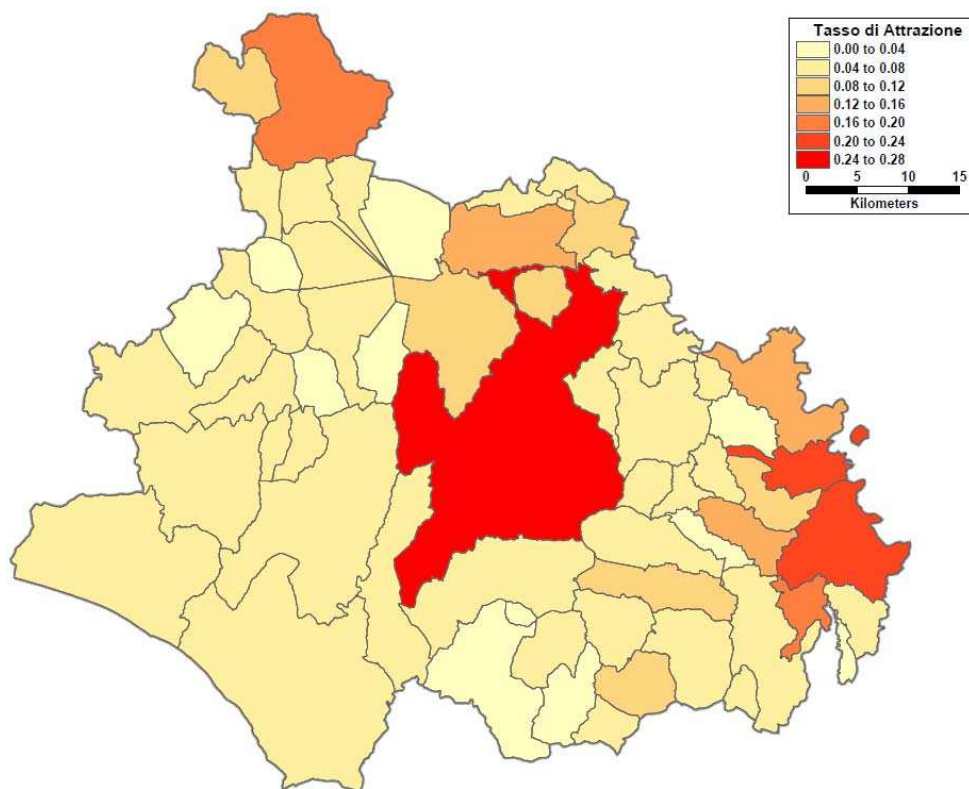 Tasso di Attrazione
0.00 to 0.04
0.04 to 0.08
0.08 to 0.12
0.12 to 0.16
0.16 to 0.20
0.20 to 0.24
0.24 to 0.28
0 5 10 15
Kilometers